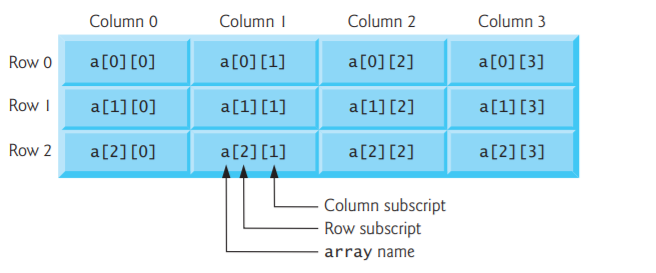 Column 0 Column 1 Column 2 Column 3
Row 0 a[0][0] a[0][1] a[0][2] a[0][3]
Row 1 a[1][0] a[1][1] a[1][2] a[1][3]
Row 2 a[2][0] a[2][1] a[2][2] a[2][3]
Column subscript
Row subscript
array name